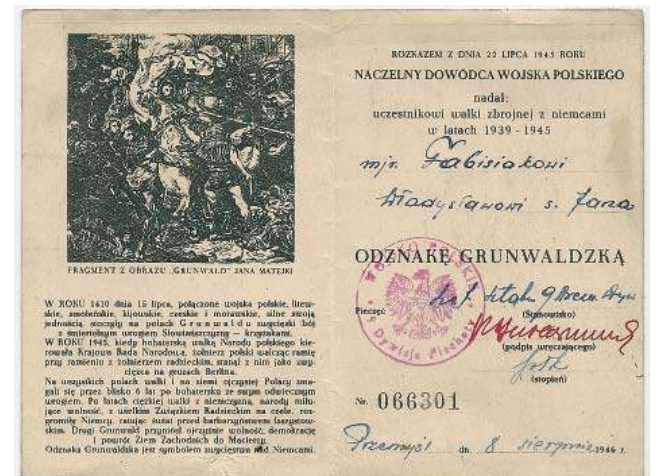 FRAGMENT Z OBRAZU „GRUNWALD" JANA MATEJKI
W ROKU 1410 dnia 15 lipca, połączone wojska polskie, litew-
skie, smoleńskie, kijowskie, czeskie i morawskie, silne swoją
jednością, stoczyły na polach Grunwaldu zwycięski bój
z śmiertelnym wrogiem Słowiańszczyzny — krzyżakami.
W ROKU 1945, kiedy bohaterską walką Narodu polskiego kie-
rowała Krajowa Rada Narodowa, żołnierz polski walcząc ramię
przy ramieniu z żołnierzem radzieckim, stanął z nim jako zwy-
cięzca na gruzach Berlina.
Na wszystkich polach walki i na ziemi ojczystej Polacy zma-
gali się przez blisko 6 lat po bohatersku ze swym odwiecznym
wrogiem. Po latach ciężkiej walki z niemczyzną, narody miłu-
jące wolność, z wielkim Związkiem Radzieckim na czele, roz-
gromiły Niemcy, ratując świat przed barbarzyństwem faszystow-
skim. Drugi Grunwald przyniósł ojczyźnie wolność, demokrację
i powrót Ziem Zachodnich do Macierzy.
Odznaka Grunwaldzka jest symbolem zwycięstwa nad Niemcami.
ROZKAZEM Z DNIA 22 LIPCA 1945 ROKU
NACZELNY DOWÓDCA WOJSKA POLSKIEGO
nadał:
uczestnikowi walki zbrojnej z niemcami
w latach 1939 - 1945
mjr. Fabisiakowi
Władysławowi s. Jana
ODZNAKĘ GRUNWALDZKĄ
WOJSKO POLSKIE
9 Dywizja Piechoty
Pieczęć
(Stanowisko)
(podpis wręczającego)
(stopień)
№ 066301
Przemyśl dn. 8 sierpnia 1946 r.